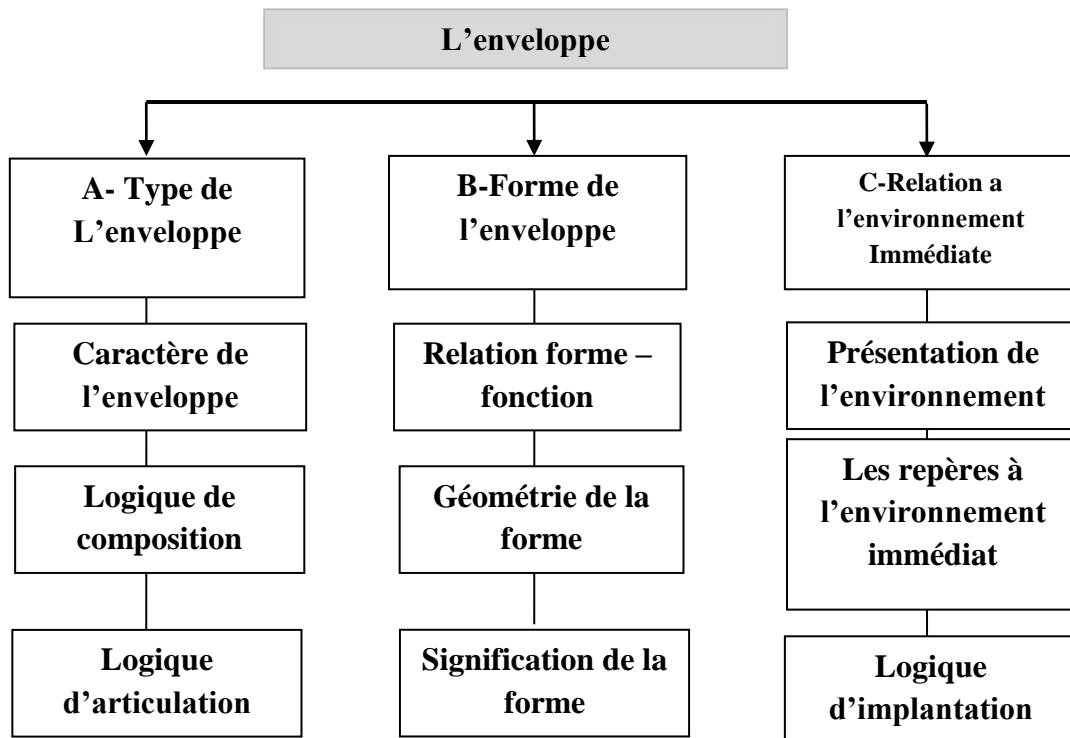 L’enveloppe
A- Type de
L’enveloppe
Caractère de
l’enveloppe
Logique de
composition
Logique
d’articulation
B-Forme de
l’enveloppe
Relation forme –
fonction
Géométrie de la
forme
Signification de la
forme
C-Relation a
l’environnement
Immédiate
Présentation de
l’environnement
Les repères à
l’environnement
immédiat
Logique
d’implantation